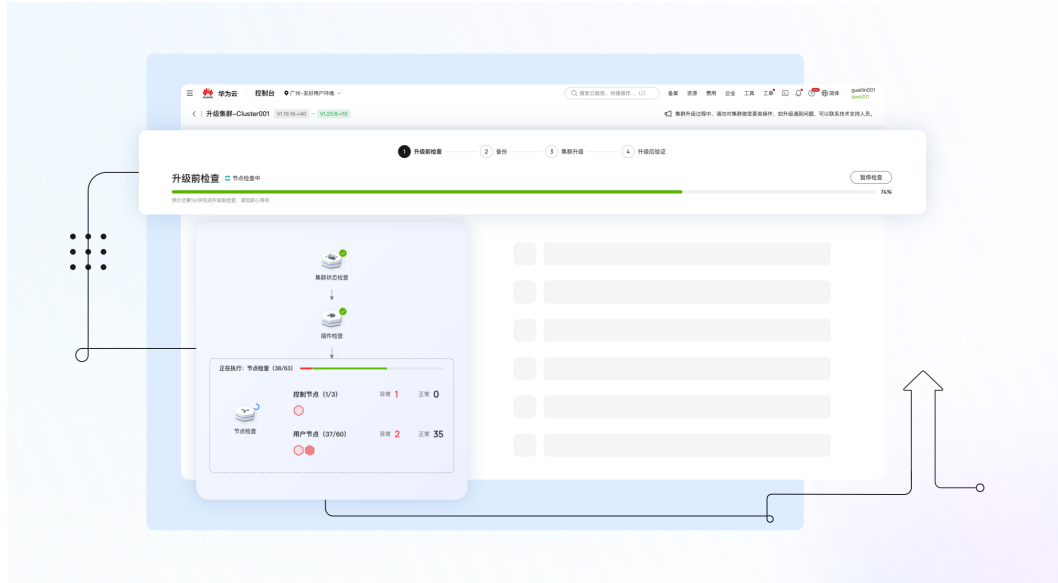 华为云 控制台 广州-友好用户环境 搜索云服务、快捷操作... (/) 备案 资源 费用 企业 工具 工单 简体 guailin001
升级集群-Cluster001 V1.19.16-r40 - V1.23.8-r10 集群升级过程中，请勿对集群做变更类操作，如升级遇到问题，可以联系技术支持人员。
1 升级前检查 2 备份 3 集群升级 4 升级后验证
升级前检查 节点检查中 暂停检查
74%
预计还需1分钟完成升级前检查，请您耐心等待
集群状态检查
插件检查
正在执行：节点检查（38/63）
控制节点（1/3） 异常 1 正常 0
节点检查
用户节点（37/60） 异常 2 正常 35